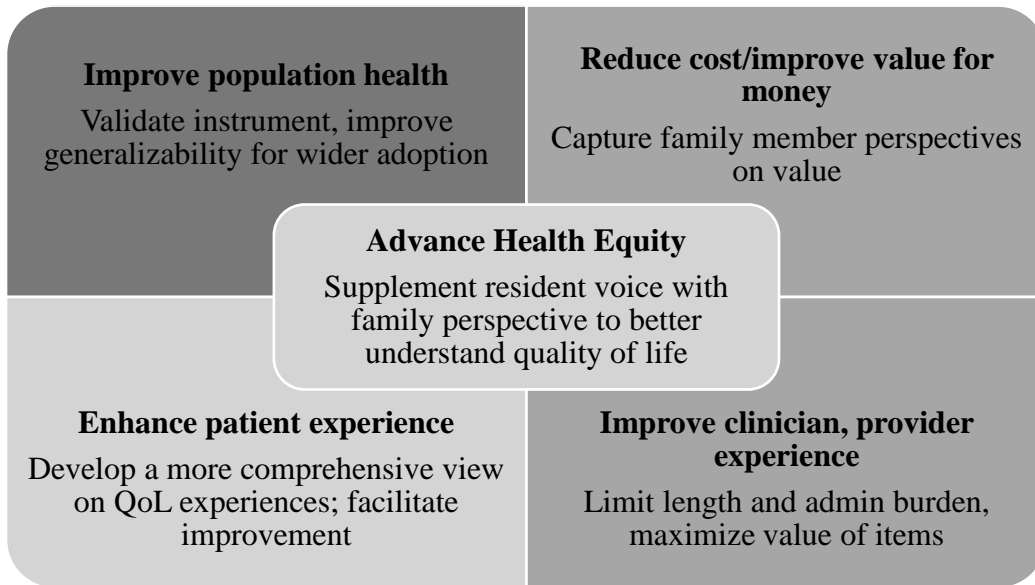 Improve population health
Validate instrument, improve
generalizability for wider adoption
Reduce cost/improve value for
money
Capture family member perspectives
on value
Advance Health Equity
Supplement resident voice with
family perspective to better
understand quality of life
Enhance patient experience
Develop a more comprehensive view
on QoL experiences; facilitate
improvement
Improve clinician, provider
experience
Limit length and admin burden,
maximize value of items